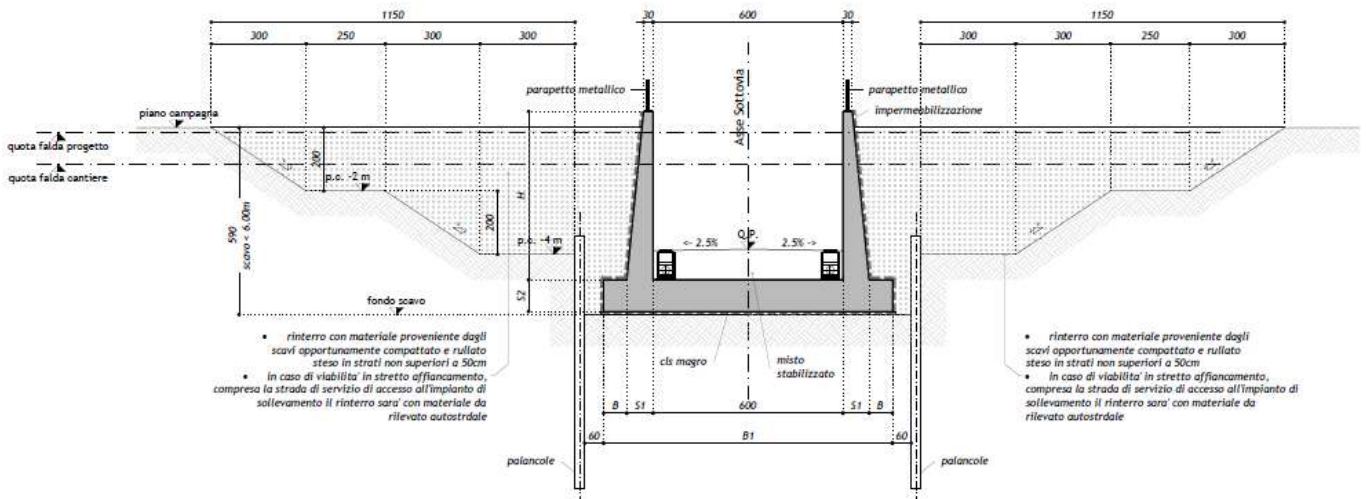 1150
30
600
30
1150
300
250
300
300
300
300
250
300
parapetto metallico
Asse Sottovia
parapetto metallico
impermeabilizzazione
piano campagna
quota falda progetto
quota falda cantiere
200
p.c. -2 m
200
H
590
scavo < 6.00m
p.c. -4 m
Q.P.
<- 2.5%
2.5% ->
S2
fondo scavo
• rinterro con materiale proveniente dagli
scavi opportunamente compattato e rullato
steso in strati non superiori a 50cm
• in caso di viabilita' in stretto affiancamento,
compresa la strada di servizio di accesso all'impianto di
sollevamento il rinterro sara' con materiale da
rilevato autostrdale
cls magro
misto
stabilizzato
• rinterro con materiale proveniente dagli
scavi opportunamente compattato e rullato
steso in strati non superiori a 50cm
• in caso di viabilita' in stretto affiancamento,
compresa la strada di servizio di accesso all'impianto di
sollevamento il rinterro sara' con materiale da
rilevato autostrdale
B
S1
600
S1
B
60
B1
60
palancole
palancole